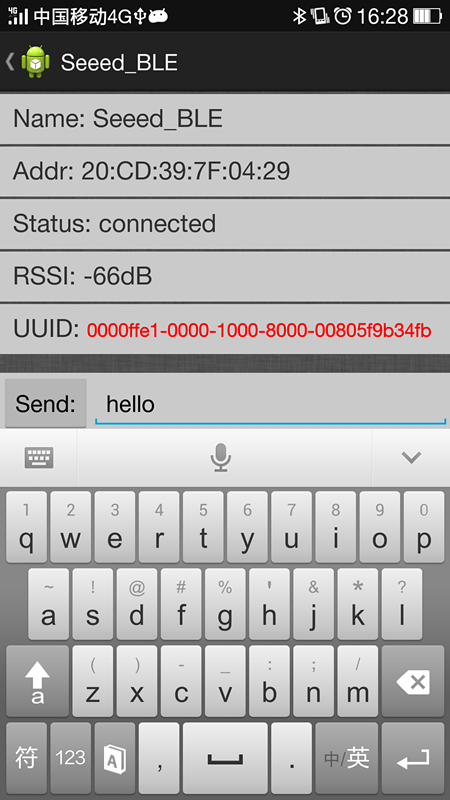 4G 中国移动4G 16:28
Seeed_BLE
Name: Seeed_BLE
Addr: 20:CD:39:7F:04:29
Status: connected
RSSI: -66dB
UUID: 0000ffe1-0000-1000-8000-00805f9b34fb
Send: hello
1 2 3 4 5 6 7 8 9 0
q w e r t y u i o p
~ ! @ # % ' & * ?
a s d f g h j k l
( ) - _ : ; /
a z x c v b n m
符 123 A , . 中/英